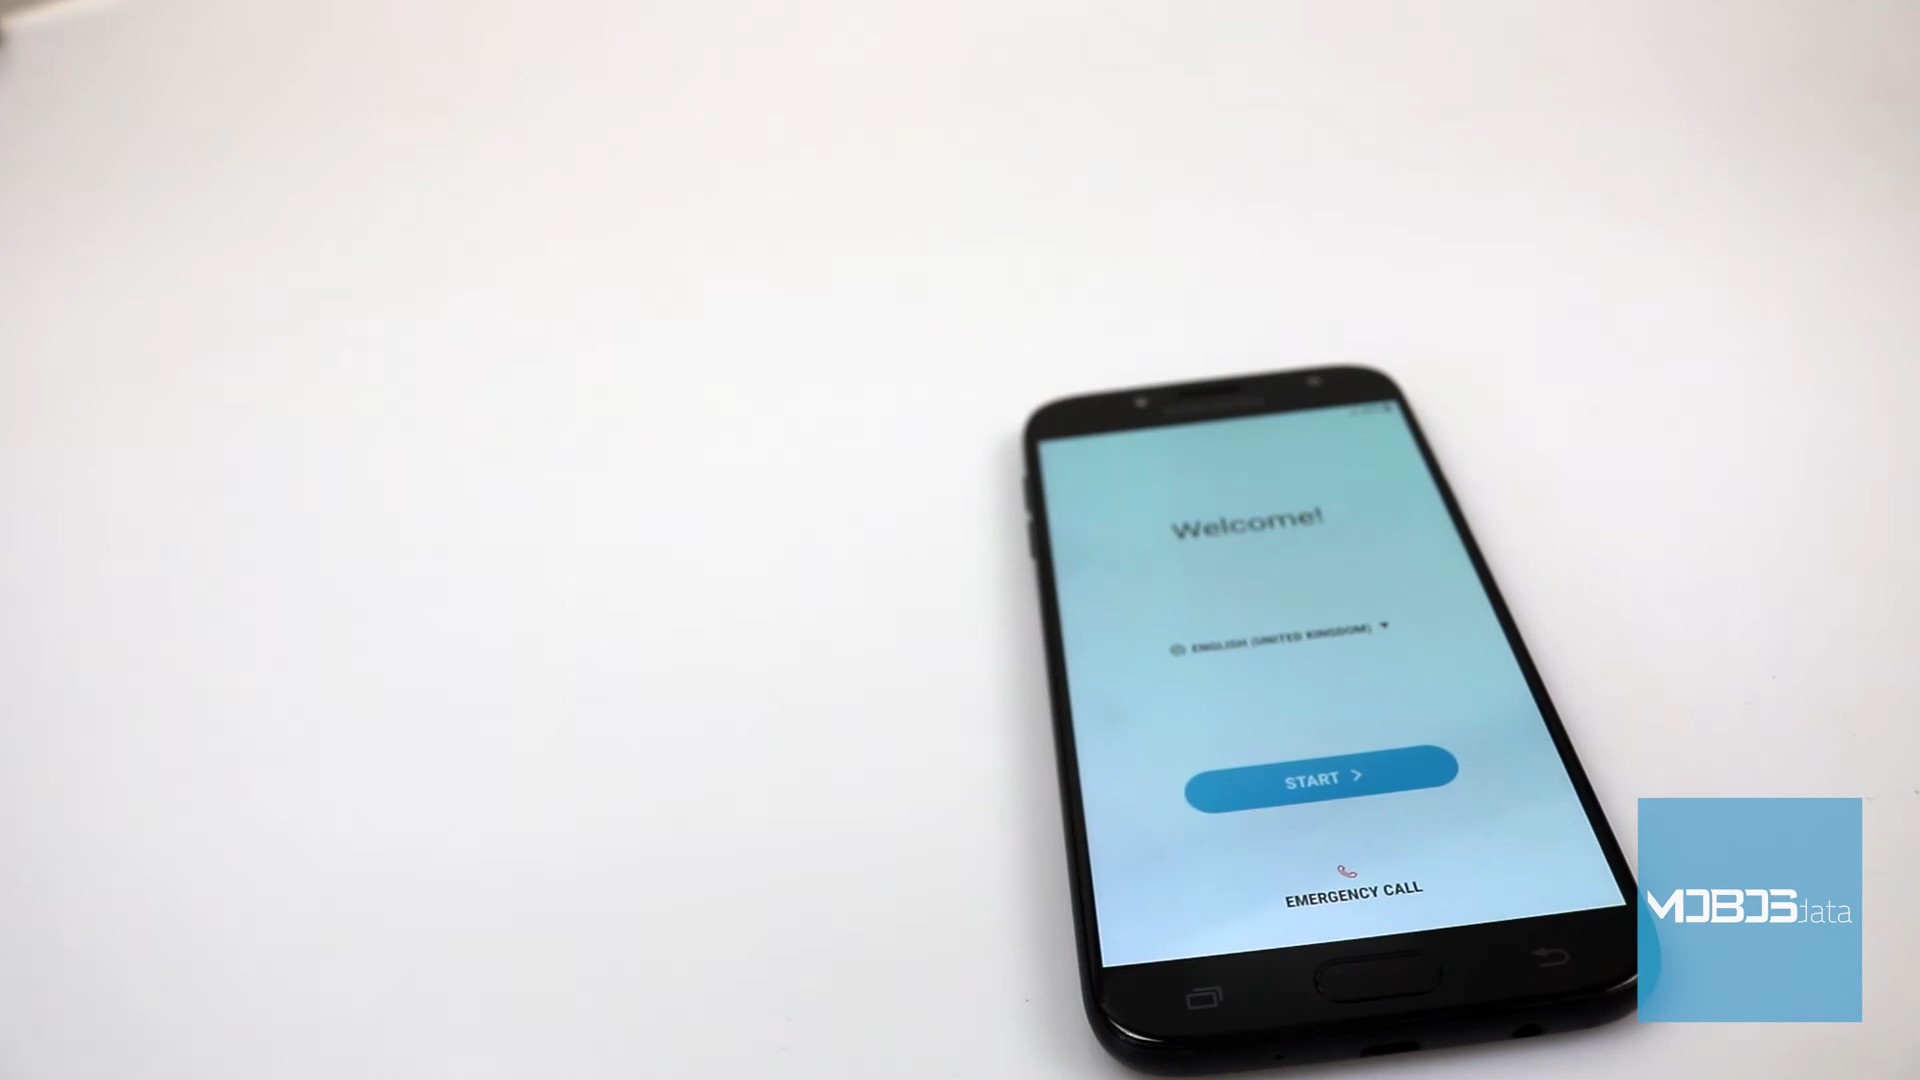 Welcome!
ENGLISH (UNITED KINGDOM)
START
EMERGENCY CALL
MOBOSdata